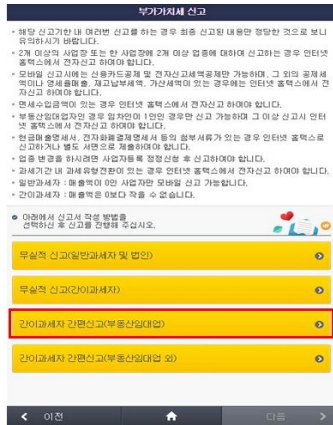 부가가치세 신고
• 해당 신고기한 내 여러번 신고를 하는 경우 최종 신고된 내용만 정당한 것으로 보니
유의하시기 바랍니다.
• 2개 이상의 사업장 또는 한 사업장에 2개 이상 업종에 대하여 신고하는 경우 인터넷
홈택스에서 전자신고 하여야 합니다.
• 모바일 신고시에는 신용카드공제 및 전자신고세액공제만 가능하며, 그 외의 공제세
액이나 영세율매출, 재고납부세액, 가산세액이 있는 경우에는 인터넷 홈택스에서 전
자신고 하여야 합니다.
• 면세수입금액이 있는 경우 인터넷 홈택스에서 전자신고 하여야 합니다.
• 부동산임대업자인 경우 임차인이 1인인 경우만 신고 가능하며 그 이상 신고시 인터
넷 홈택스에서 전자신고 하여야 합니다.
• 현금매출명세서, 전자화폐결제명세서 등의 첨부서류가 있는 경우 인터넷 홈택스로
신고하거나 별도 서면으로 제출하여야 합니다.
• 업종 변경을 하시려면 사업자등록 정정신청 후 신고하여야 합니다.
• 과세기간 내 과세유형전환이 있는 경우 인터넷 홈택스에서 전자신고 하여야 합니다.
• 일반과세자 : 매출액이 0인 사업자만 모바일 신고 가능합니다.
• 간이과세자 : 매출액은 0보다 작을 수 없습니다.
아래에서 신고서 작성 방법을
선택하신 후 신고를 진행해 주십시오.
무실적 신고(일반과세자 및 법인)
무실적 신고(간이과세자)
간이과세자 간편신고(부동산임대업)
간이과세자 간편신고(부동산임대업 외)
이전 다음